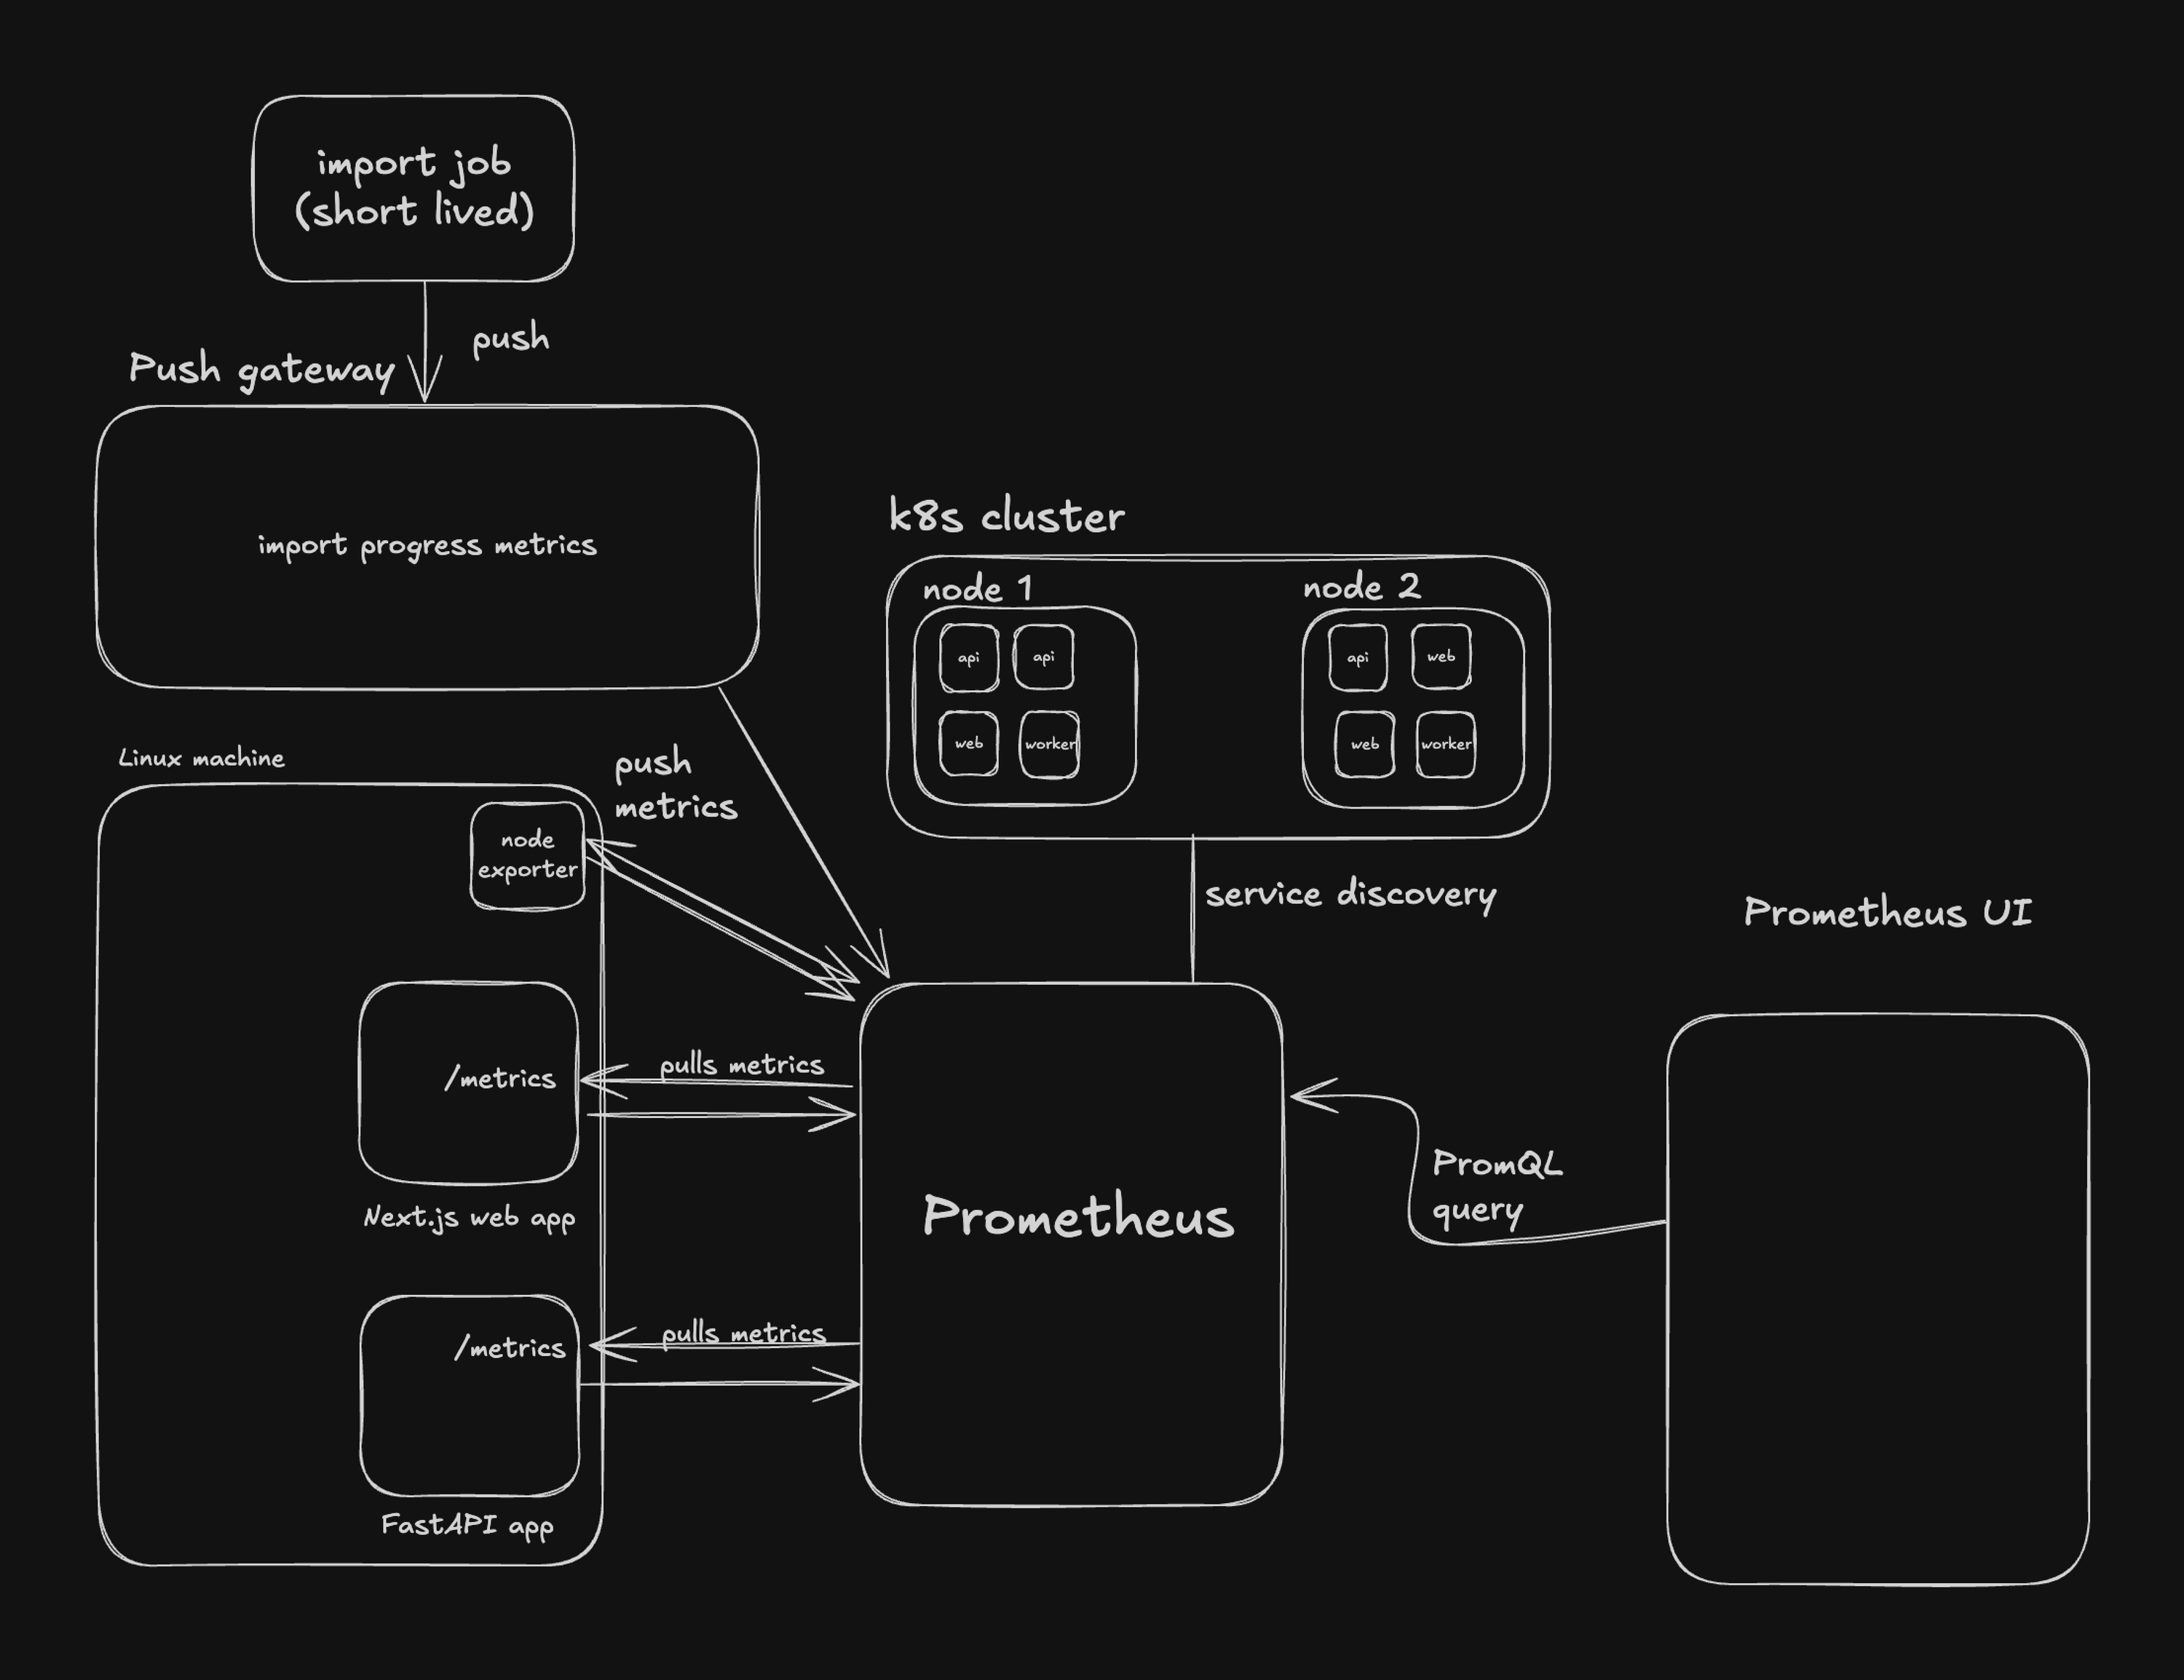 import job
(short lived)
push
Push gateway
import progress metrics
k8s cluster
node 1
node 2
api
api
web
worker
api
web
web
worker
Linux machine
push
metrics
node
exporter
service discovery
Prometheus UI
pulls metrics
/metrics
Next.js web app
Prometheus
PromQL
query
pulls metrics
/metrics
FastAPI app